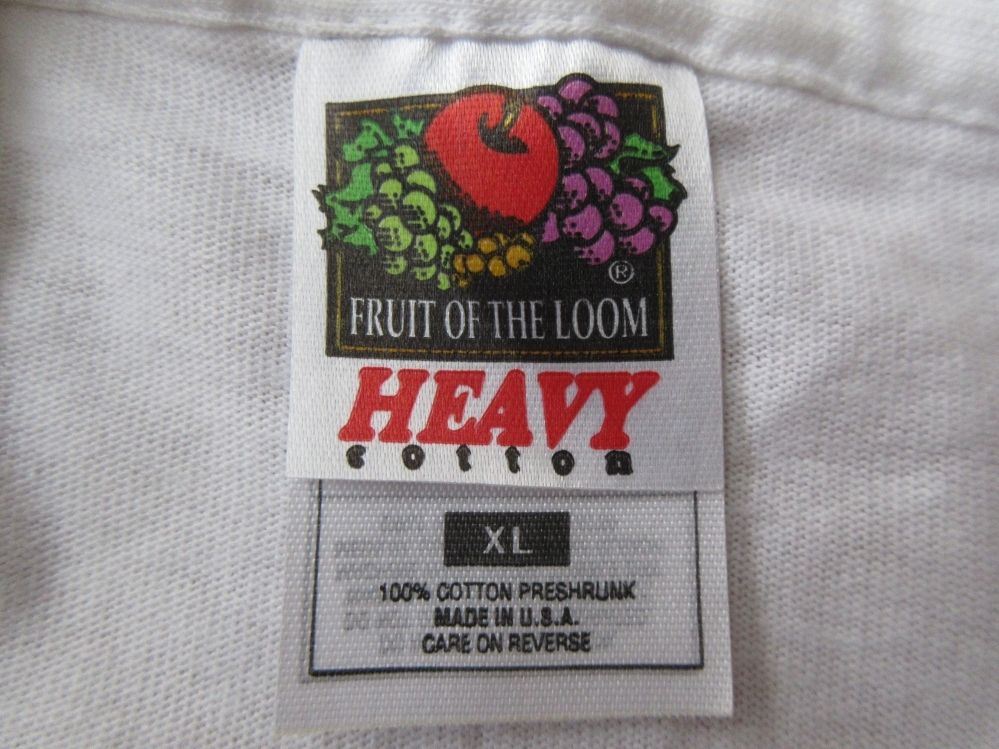 ®
FRUIT OF THE LOOM
HEAVY
cotton
XL
100% COTTON PRESHRUNK
MADE IN U.S.A.
CARE ON REVERSE